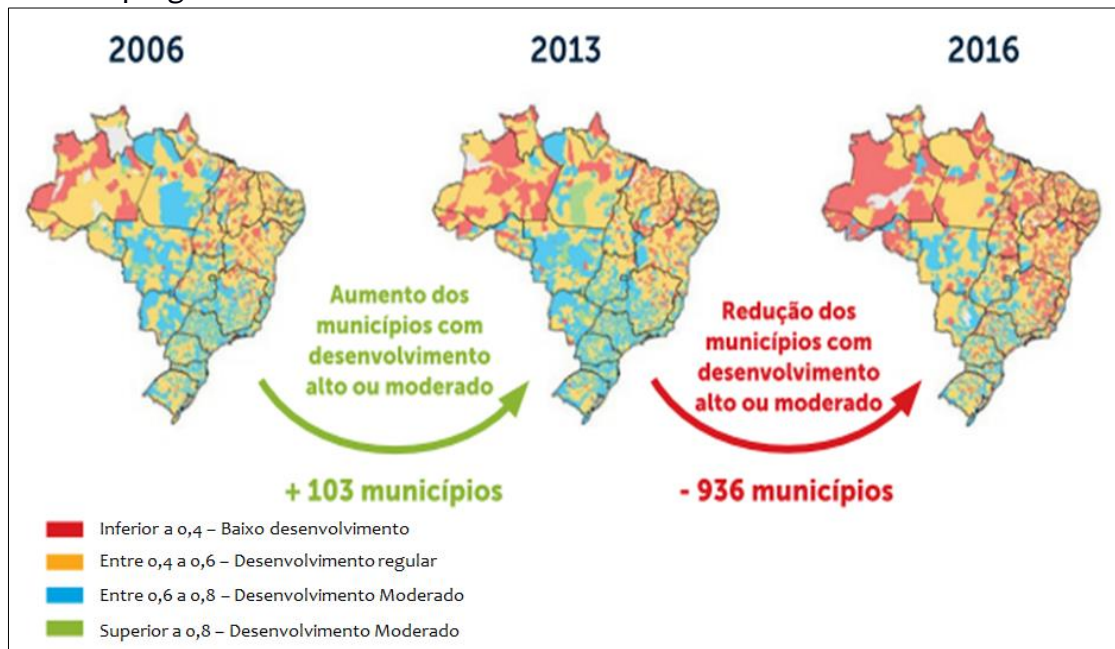 2006
2013
2016
Aumento dos
municípios com
desenvolvimento
alto ou moderado
+ 103 municípios
Redução dos
municípios com
desenvolvimento
alto ou moderado
- 936 municípios
Inferior a 0,4 – Baixo desenvolvimento
Entre 0,4 a 0,6 – Desenvolvimento regular
Entre 0,6 a 0,8 – Desenvolvimento Moderado
Superior a 0,8 – Desenvolvimento Moderado